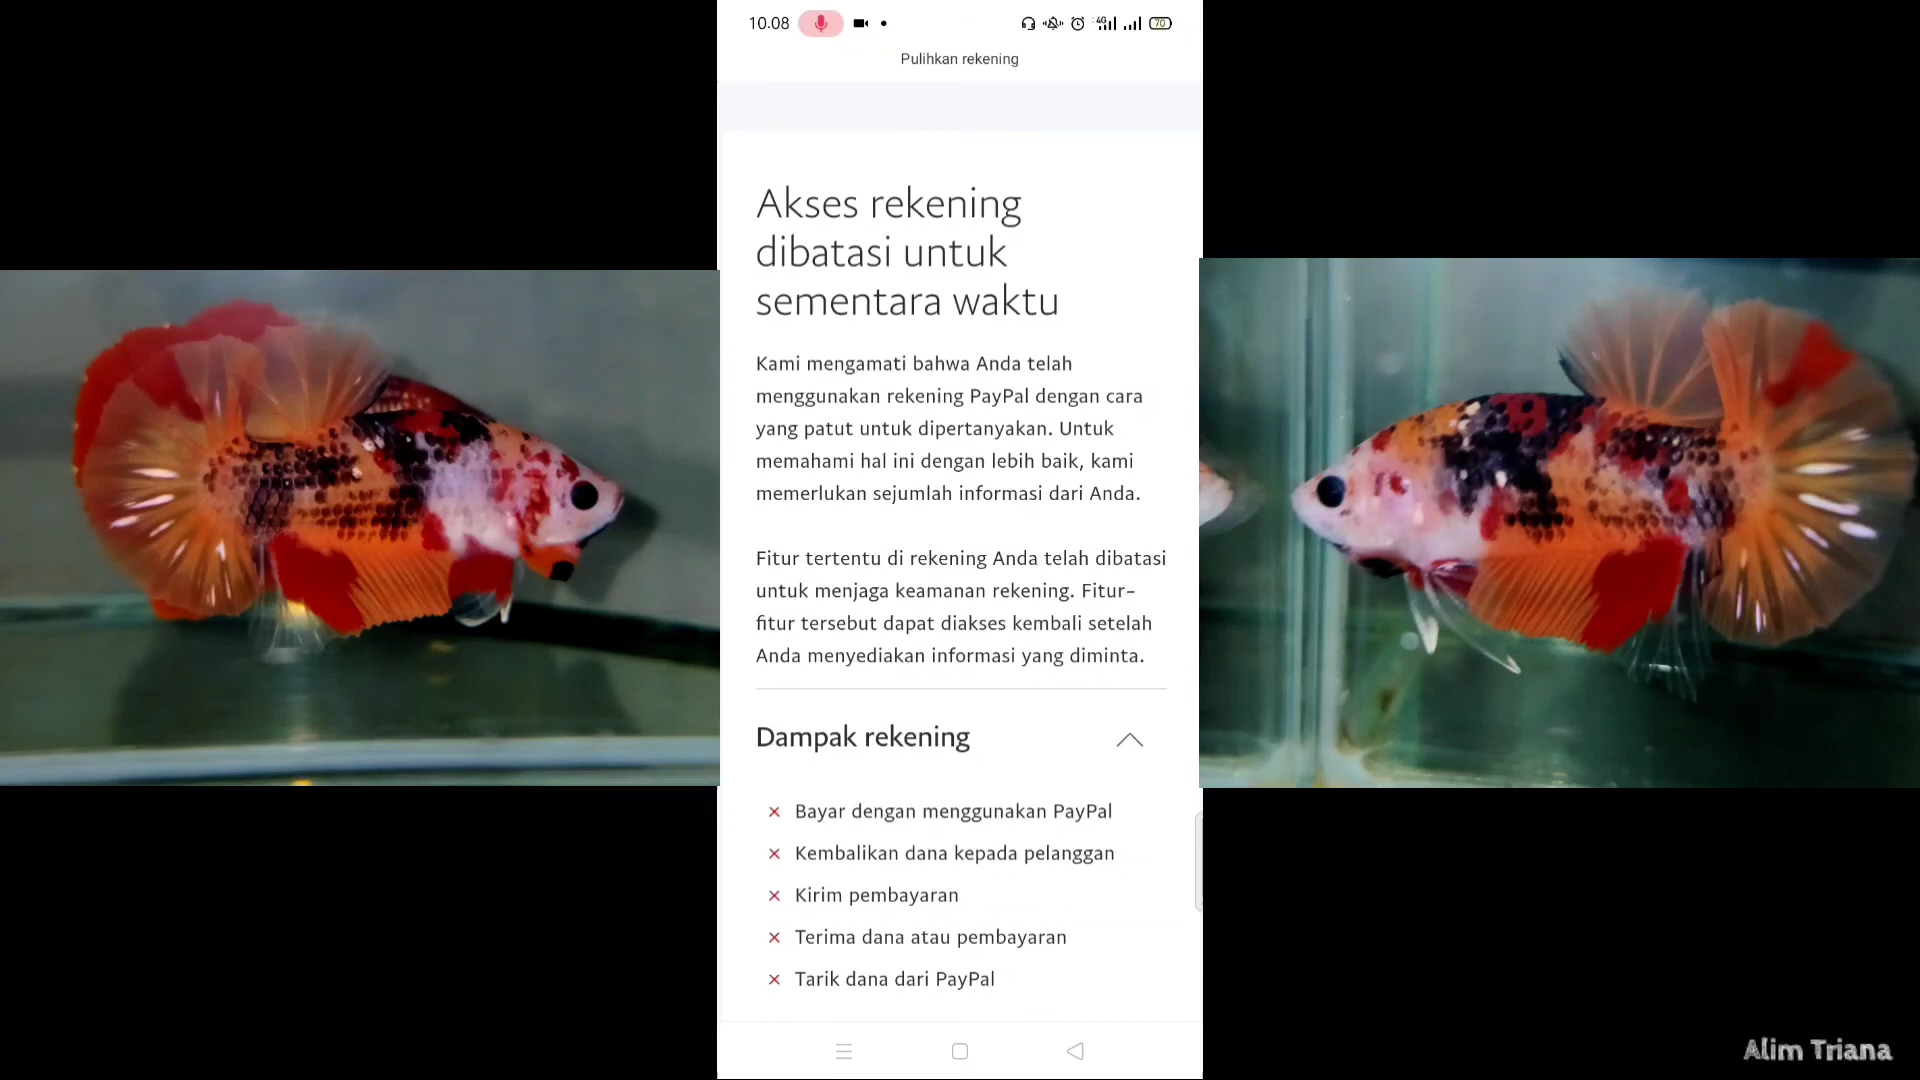 10.08
4G
70
Pulihkan rekening
Akses rekening
dibatasi untuk
sementara waktu
Kami mengamati bahwa Anda telah
menggunakan rekening PayPal dengan cara
yang patut untuk dipertanyakan. Untuk
memahami hal ini dengan lebih baik, kami
memerlukan sejumlah informasi dari Anda.
Fitur tertentu di rekening Anda telah dibatasi
untuk menjaga keamanan rekening. Fitur-
fitur tersebut dapat diakses kembali setelah
Anda menyediakan informasi yang diminta.
Dampak rekening
Bayar dengan menggunakan PayPal
Kembalikan dana kepada pelanggan
Kirim pembayaran
Terima dana atau pembayaran
Tarik dana dari PayPal
Alim Triana